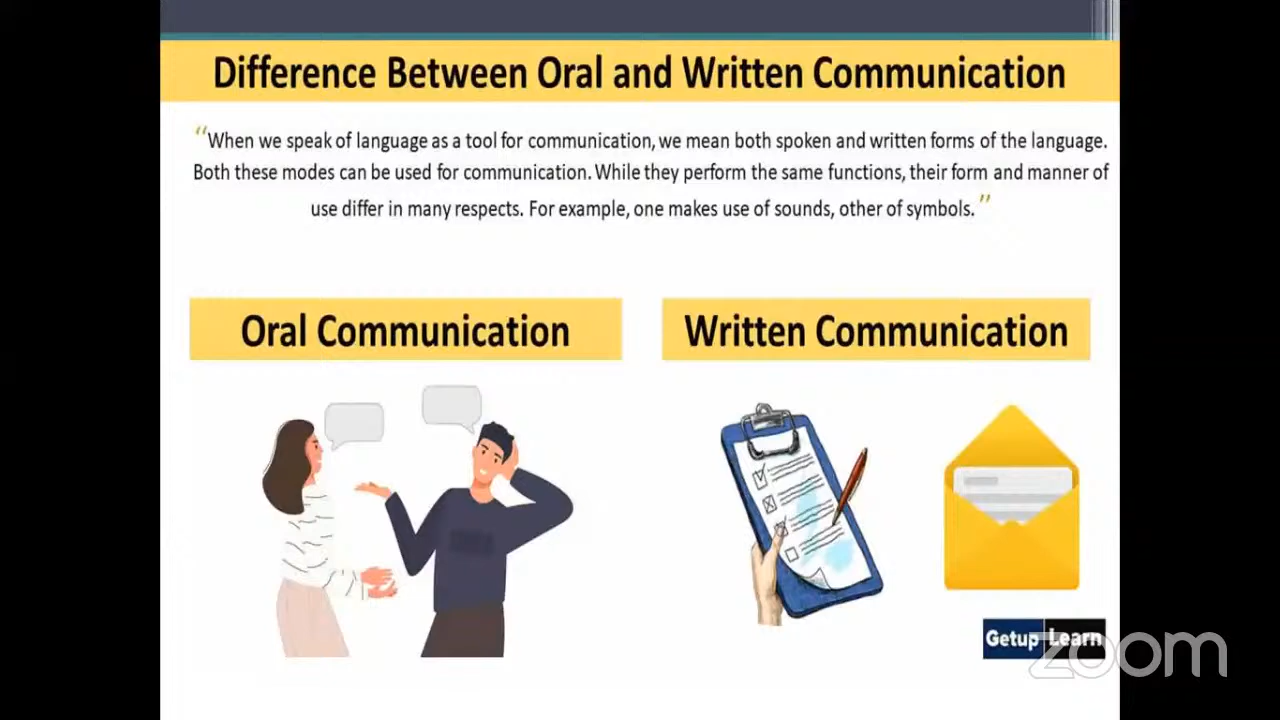 Difference Between Oral and Written Communication
“When we speak of language as a tool for communication, we mean both spoken and written forms of the language.
Both these modes can be used for communication. While they perform the same functions, their form and manner of
use differ in many respects. For example, one makes use of sounds, other of symbols.”
Oral Communication
Written Communication
Getup Learn
zoom